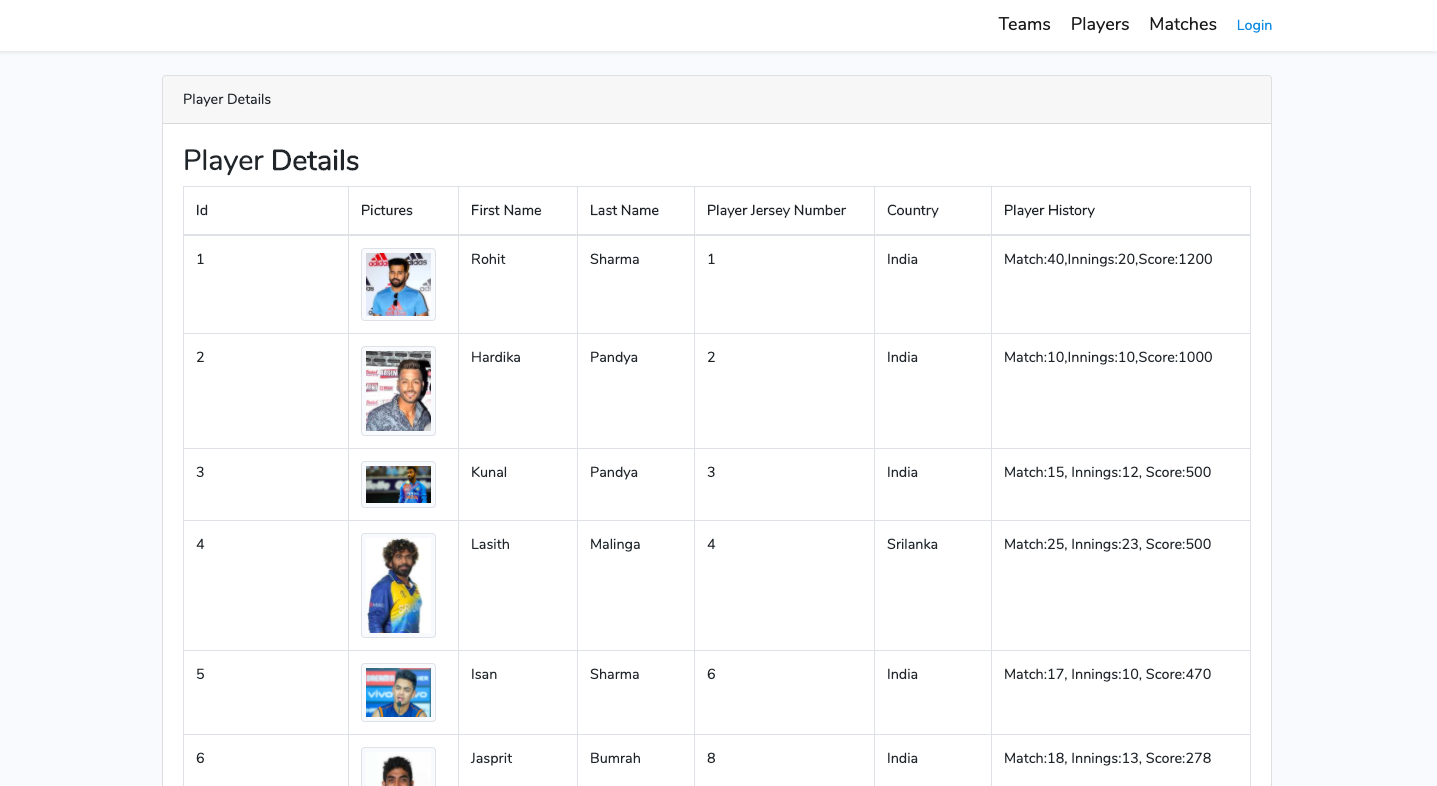 Teams Players Matches Login
Player Details
Player Details
Id Pictures First Name Last Name Player Jersey Number Country Player History
1 Rohit Sharma 1 India Match:40,Innings:20,Score:1200
adidas
2 Hardika Pandya 2 India Match:10,Innings:10,Score:1000
3 Kunal Pandya 3 India Match:15, Innings:12, Score:500
4 Lasith Malinga 4 Srilanka Match:25, Innings:23, Score:500
5 Isan Sharma 6 India Match:17, Innings:10, Score:470
vivo
6 Jasprit Bumrah 8 India Match:18, Innings:13, Score:278